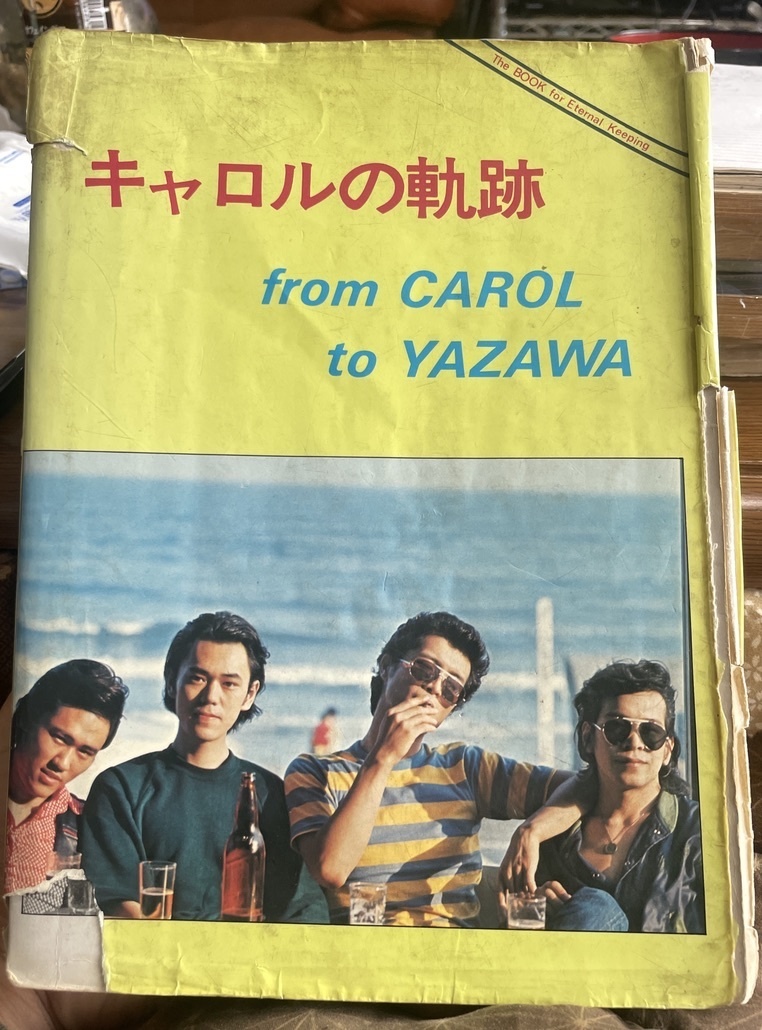 The BOOK for Eternal Keeping
キャロルの軌跡
from CAROL
to YAZAWA